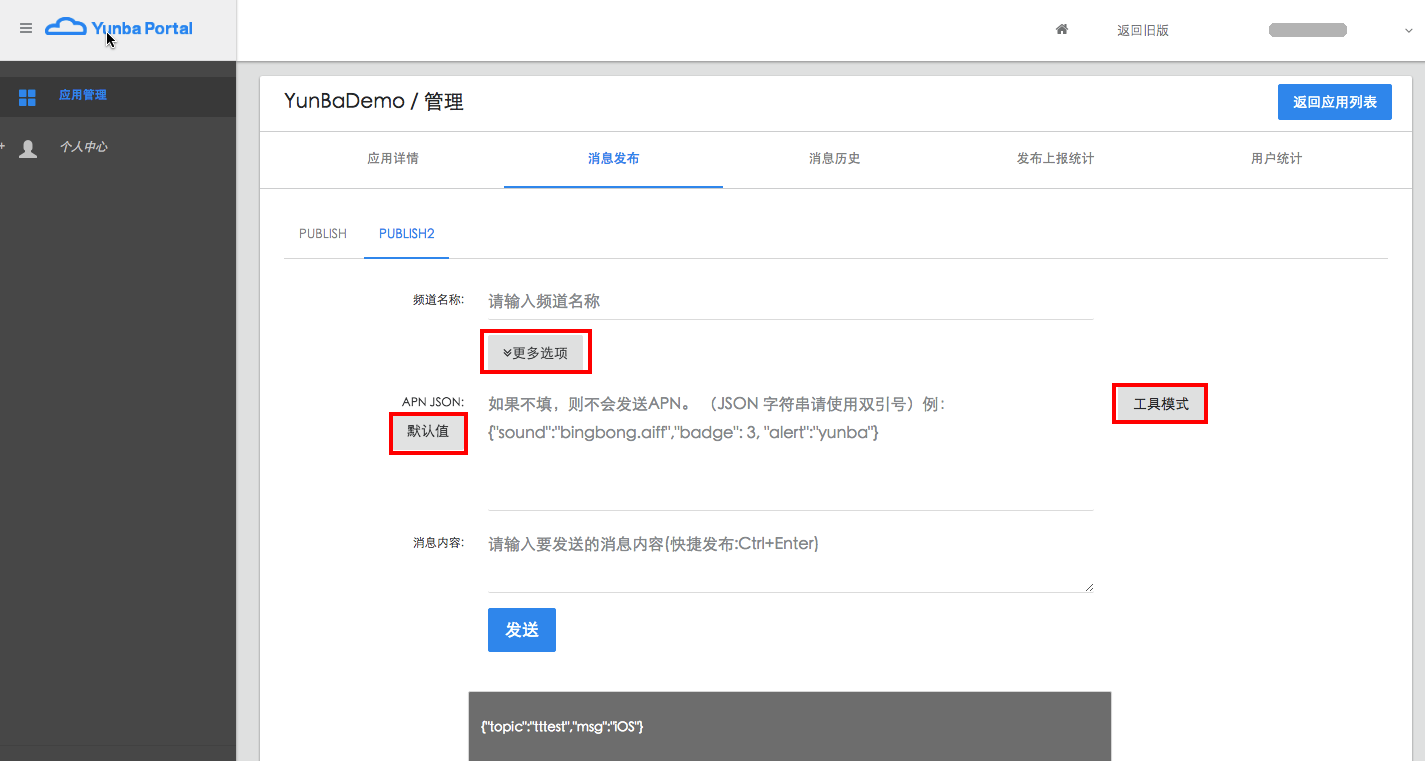 Yunba Portal
返回旧版
应用管理
个人中心
YunBaDemo / 管理
返回应用列表
应用详情
消息发布
消息历史
发布上报统计
用户统计
PUBLISH
PUBLISH2
频道名称:
请输入频道名称
更多选项
APN JSON:
如果不填，则不会发送APN。 （JSON 字符串请使用双引号）例:
{"sound":"bingbong.aiff","badge": 3, "alert":"yunba"}
工具模式
默认值
消息内容:
请输入要发送的消息内容(快捷发布:Ctrl+Enter)
发送
{"topic":"tttest","msg":"iOS"}